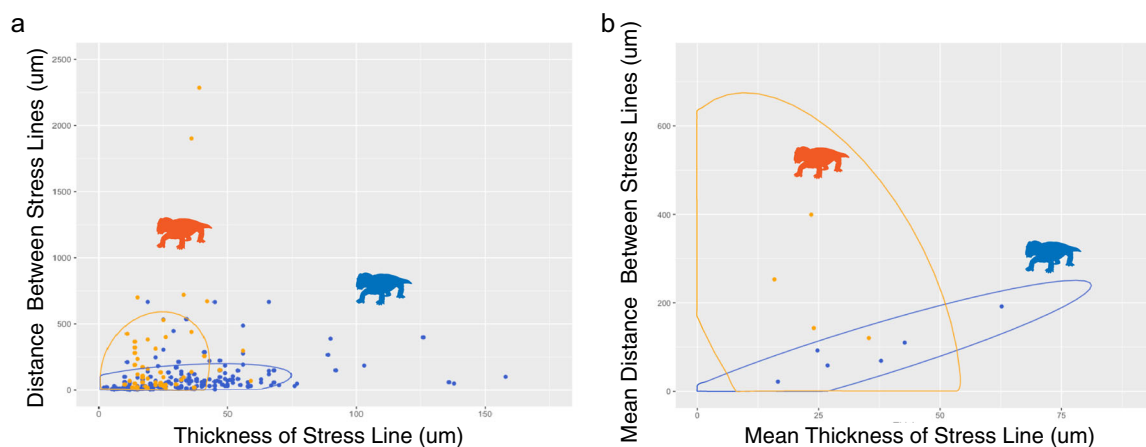 a
Distance Between Stress Lines (um)
2500
2000
1500
1000
500
0
0 50 100 150
Thickness of Stress Line (um)
b
Mean Distance Between Stress Lines (um)
600
400
200
0
0 25 50 75
Mean Thickness of Stress Line (um)